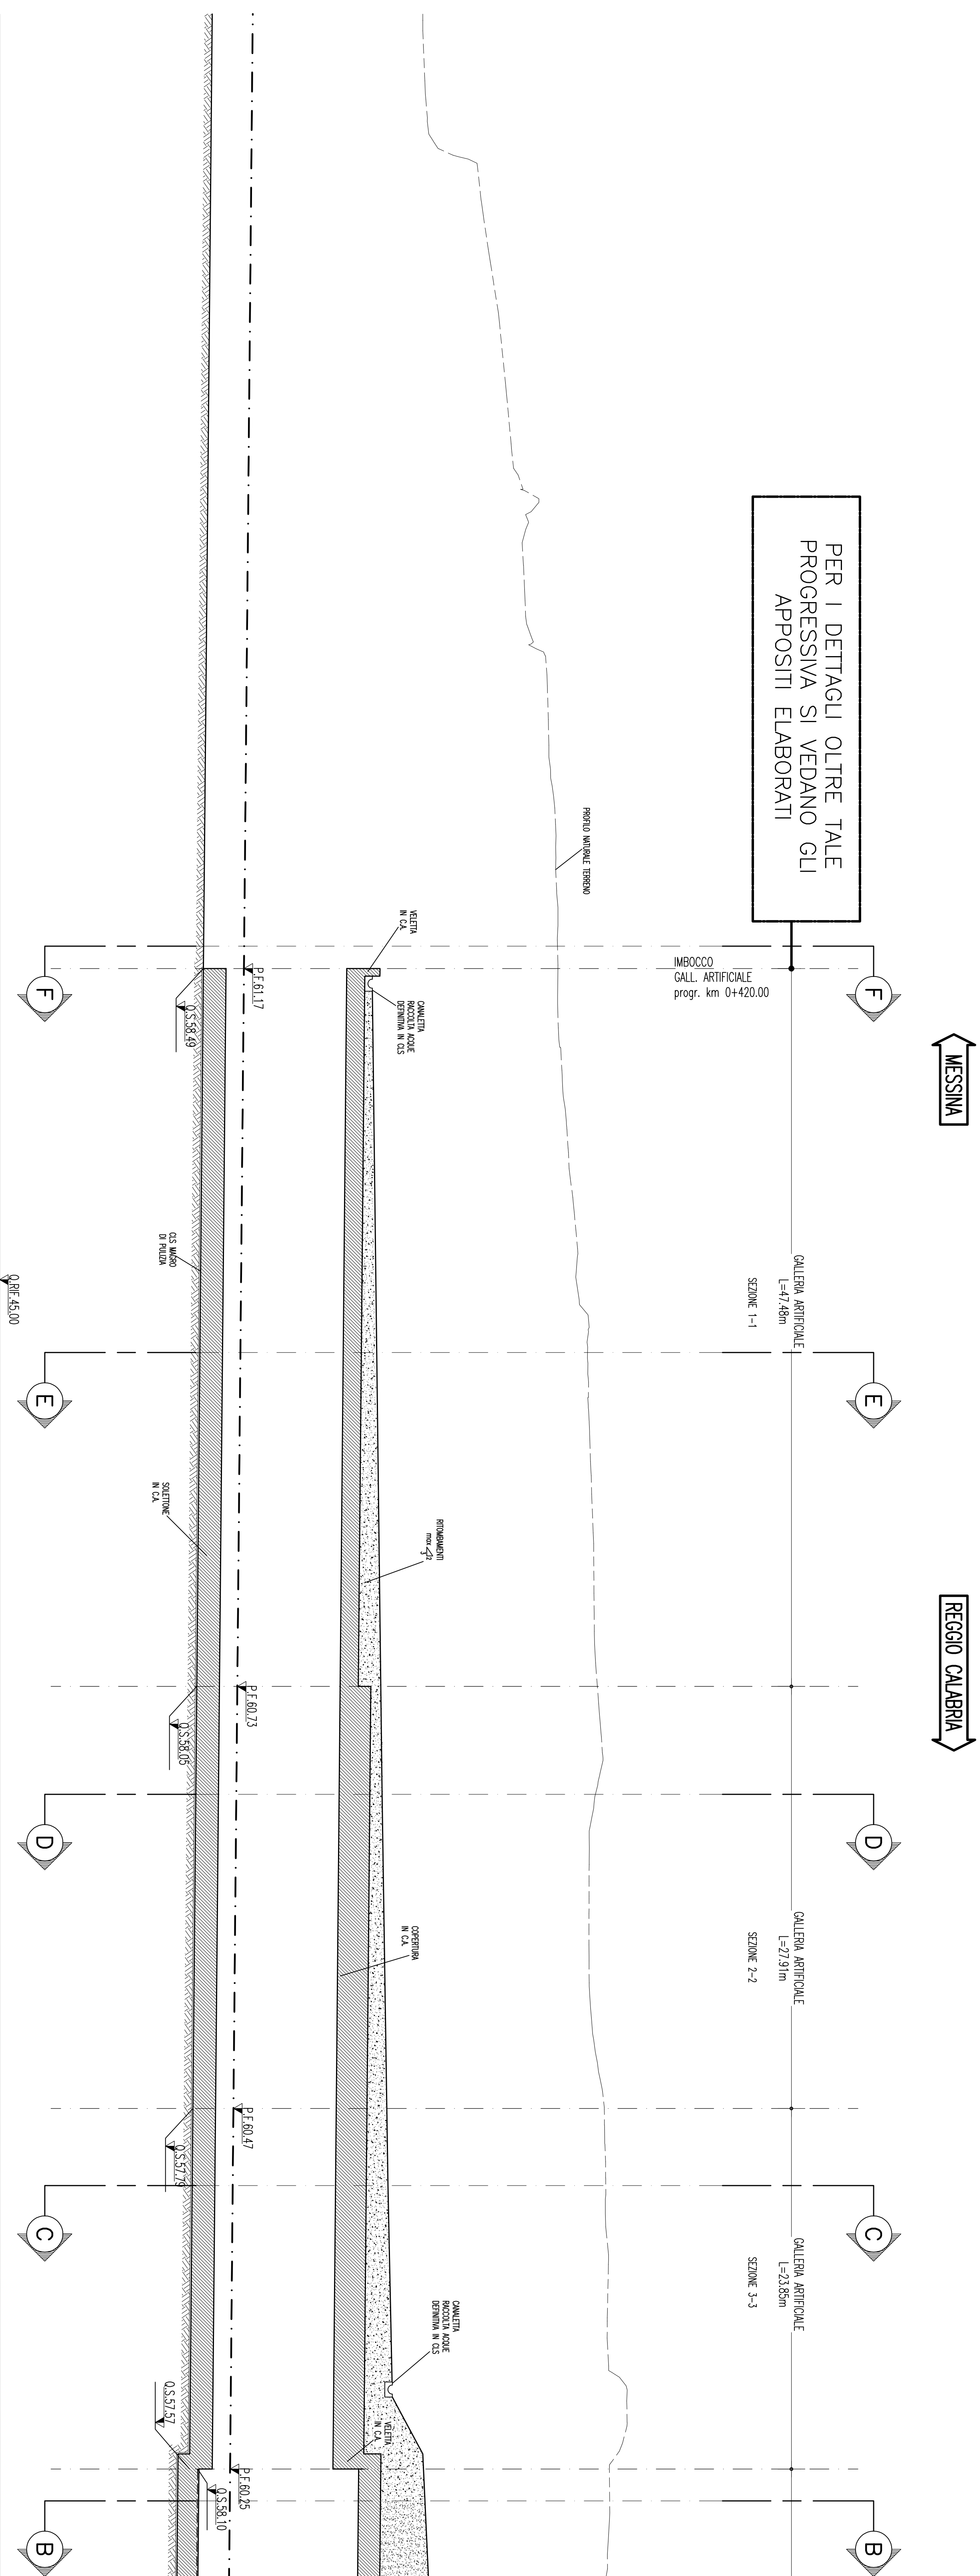 MESSINA
REGGIO CALABRIA
PER I DETTAGLI OLTRE TALE
PROGRESSIVA SI VEDANO GLI
APPOSITI ELABORATI
F
E
D
C
B
GALLERIA ARTIFICIALE
L=47.48m
SEZIONE 1-1
GALLERIA ARTIFICIALE
L=27.91m
SEZIONE 2-2
GALLERIA ARTIFICIALE
L=23.85m
SEZIONE 3-3
IMBOCCO
GALL. ARTIFICIALE
progr. km 0+420.00
PROFILO NATURALE TERRENO
VELETTA
IN C.A.
CANALETTA
RACCOLTA ACQUE
DEFINITIVA IN CLS
RITOMBAMENTI
max 2
3
COPERTURA
IN C.A.
CANALETTA
RACCOLTA ACQUE
DEFINITIVA IN CLS
VELETTA
IN C.A.
P.F.61.17
P.F.60.73
P.F.60.47
P.F.60.25
Q.S.58.49
Q.S.58.05
Q.S.57.79
Q.S.57.57
Q.S.58.10
CLS MAGRO
DI PULIZIA
SOLETTONE
IN C.A.
F
E
D
C
B
Q.RIF.45.00